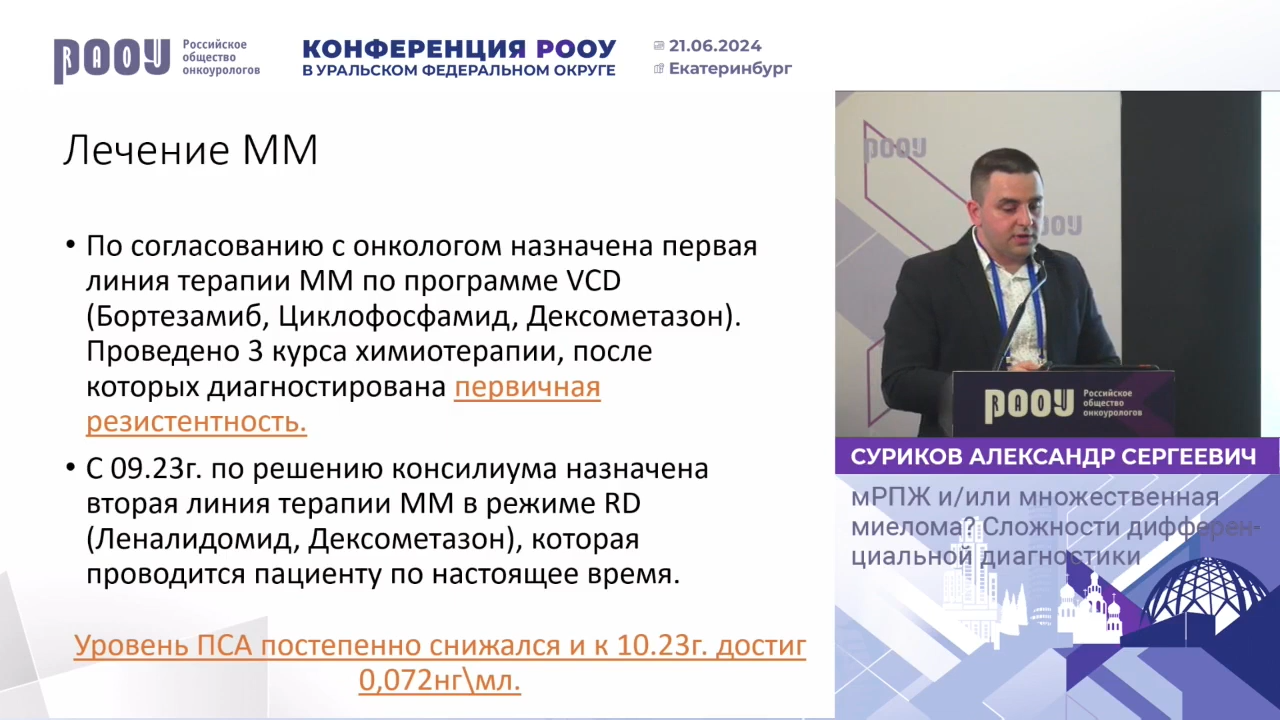 РООУ
RAOU
Российское
общество
онкоурологов
КОНФЕРЕНЦИЯ РООУ
В УРАЛЬСКОМ ФЕДЕРАЛЬНОМ ОКРУГЕ
21.06.2024
Екатеринбург
Лечение ММ
• По согласованию с онкологом назначена первая
линия терапии ММ по программе VCD
(Бортезамиб, Циклофосфамид, Дексометазон).
Проведено 3 курса химиотерапии, после
которых диагностирована первичная
резистентность.
• С 09.23г. по решению консилиума назначена
вторая линия терапии ММ в режиме RD
(Леналидомид, Дексометазон), которая
проводится пациенту по настоящее время.
Уровень ПСА постепенно снижался и к 10.23г. достиг
0,072нг\мл.
РООУ
РООУ
РООУ
RAOU
Российское
общество
онкоурологов
СУРИКОВ АЛЕКСАНДР СЕРГЕЕВИЧ
мРПЖ и/или множественная
миелома? Сложности дифферен-
циальной диагностики